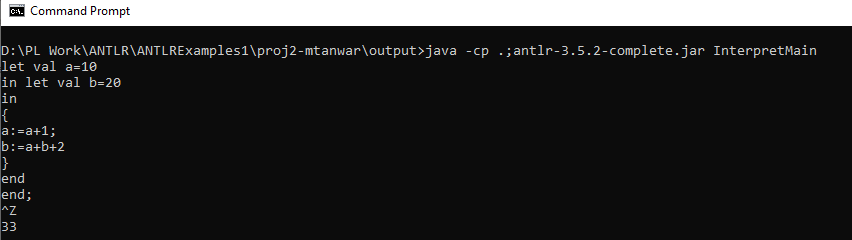 Command Prompt
D:\PL Work\ANTLR\ANTLRExamples1\proj2-mtanwar\output>java -cp .;antlr-3.5.2-complete.jar InterpretMain
let val a=10
in let val b=20
in
{
a:=a+1;
b:=a+b+2
}
end
end;
^Z
33